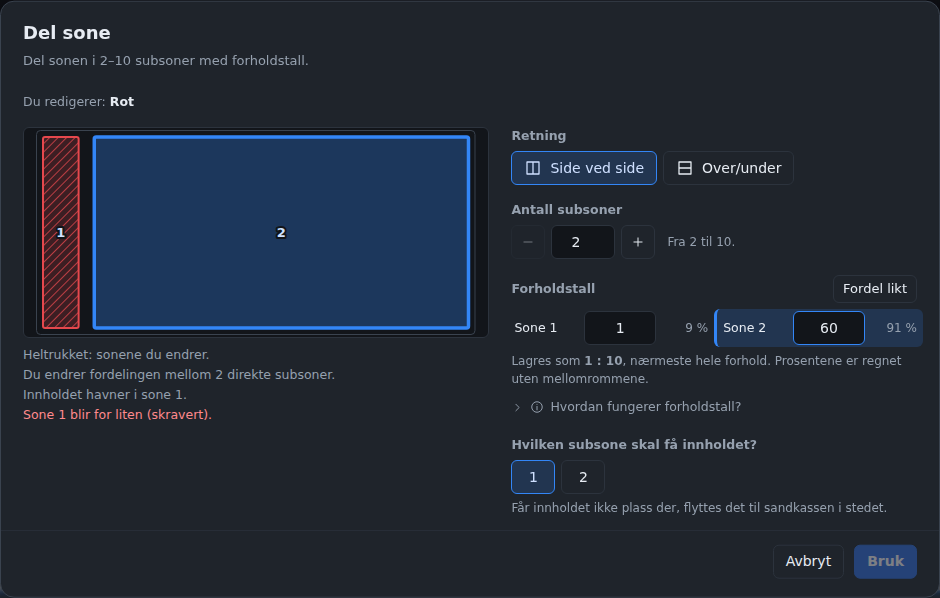 Del sone
Del sonen i 2–10 subsoner med forholdstall.
Du redigerer: Rot
1
2
Heltrukket: sonene du endrer.
Du endrer fordelingen mellom 2 direkte subsoner.
Innholdet havner i sone 1.
Sone 1 blir for liten (skravert).
Retning
Side ved side
Over/under
Antall subsoner
− 2 + Fra 2 til 10.
Forholdstall
Fordel likt
Sone 1 1 9 % Sone 2 60 91 %
Lagres som 1 : 10, nærmeste hele forhold. Prosentene er regnet
uten mellomrommene.
Hvordan fungerer forholdstall?
Hvilken subsone skal få innholdet?
1 2
Får innholdet ikke plass der, flyttes det til sandkassen i stedet.
Avbryt
Bruk